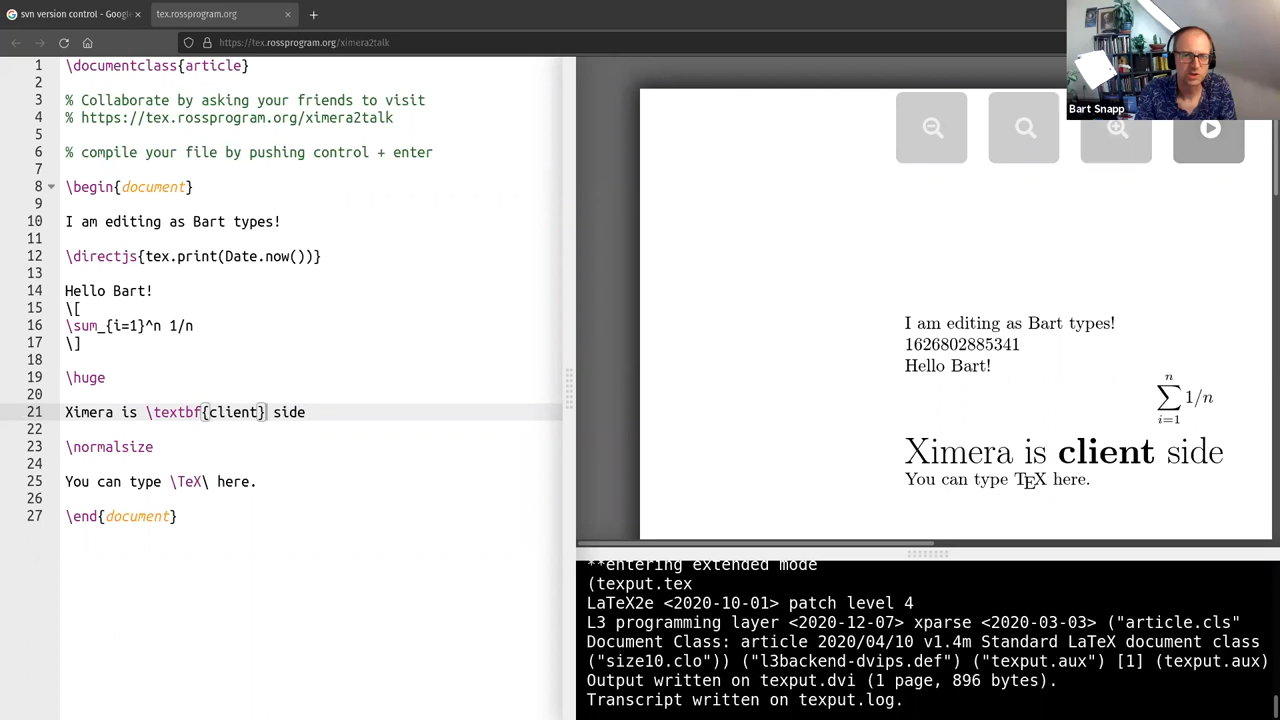 svn version control - Goog
tex.rossprogram.org
https://tex.rossprogram.org/ximera2talk
Bart Snapp
1 \documentclass{article}
2
3 % Collaborate by asking your friends to visit
4 % https://tex.rossprogram.org/ximera2talk
5
6 % compile your file by pushing control + enter
7
8 \begin{document}
9
10 I am editing as Bart types!
11
12 \directjs{tex.print(Date.now())}
13
14 Hello Bart!
15 \[
16 \sum_{i=1}^n 1/n
17 \]
18
19 \huge
20
21 Ximera is \textbf{client} side
22
23 \normalsize
24
25 You can type \TeX\ here.
26
27 \end{document}
I am editing as Bart types!
1626802885341
Hello Bart!
n
∑ 1/n
i=1
Ximera is client side
You can type TEX here.
**entering extended mode
(texput.tex
LaTeX2e <2020-10-01> patch level 4
L3 programming layer <2020-12-07> xparse <2020-03-03> ("article.cls"
Document Class: article 2020/04/10 v1.4m Standard LaTeX document class
("size10.clo")) ("l3backend-dvips.def") ("texput.aux") [1] (texput.aux)
Output written on texput.dvi (1 page, 896 bytes).
Transcript written on texput.log.